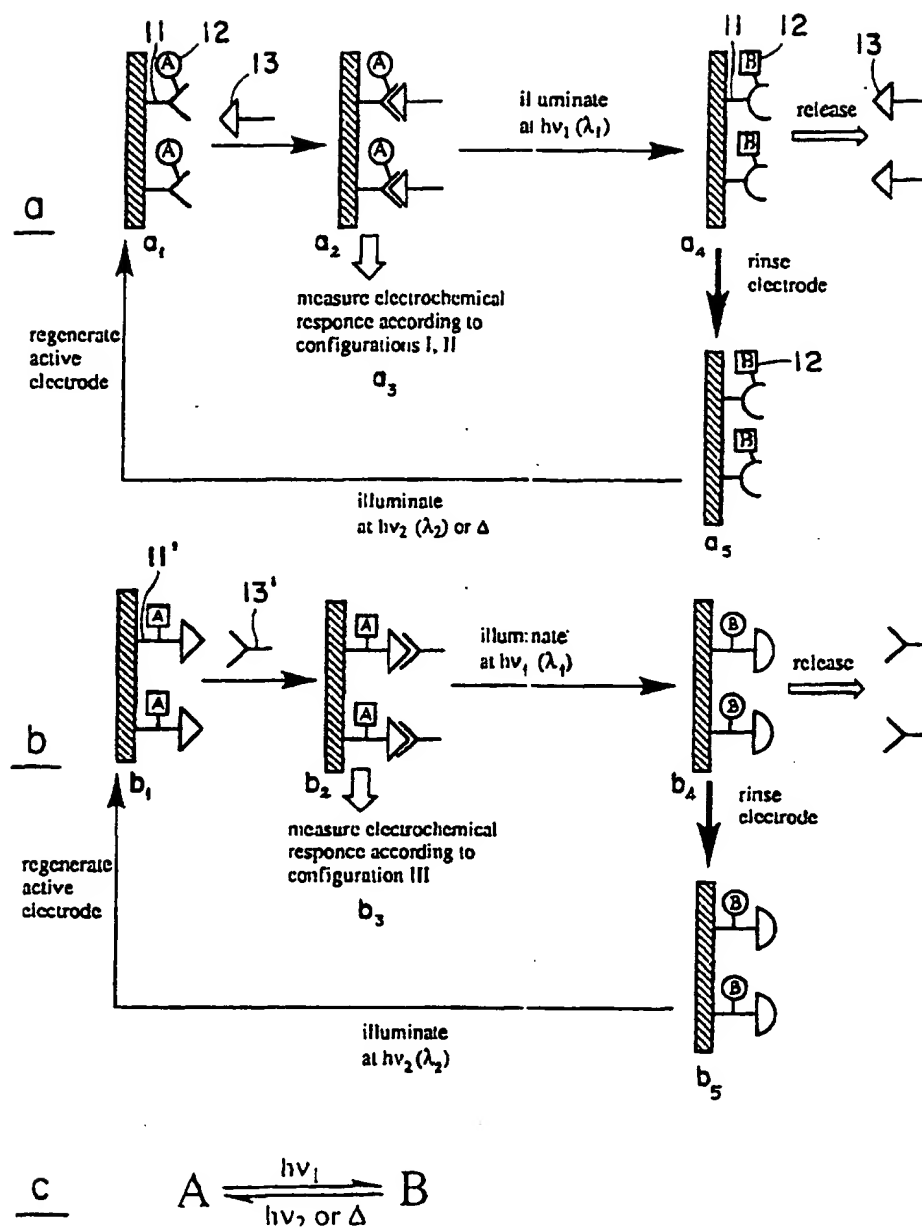 11
12
A
A
13
a₁
A
A
a₂
illuminate
at hν₁ (λ₁)
11
12
B
B
a₄
release
13
a
measure electrochemical
responce according to
configurations I, II
a₃
rinse
electrode
regenerate
active
electrode
B
B
12
a₅
illuminate
at hν₂ (λ₂) or Δ
11'
A
A
13'
b₁
A
A
b₂
illuminate
at hν₁ (λ₁)
B
B
b₄
release
b
measure electrochemical
responce according to
configuration III
b₃
rinse
electrode
regenerate
active
electrode
B
B
b₅
illuminate
at hν₂ (λ₂)
c
A
hν₁
hν₂ or Δ
B